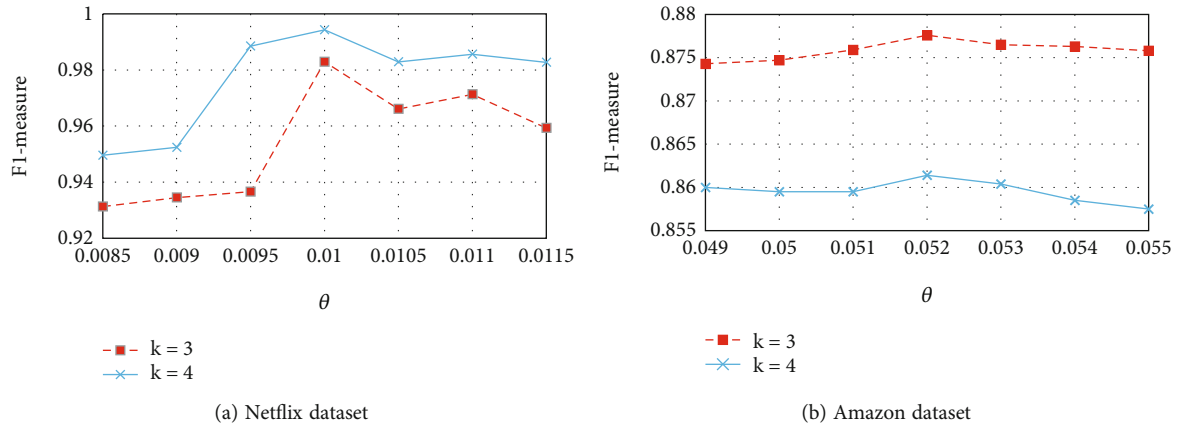 1
0.98
0.96
0.94
0.92
F1-measure
0.0085 0.009 0.0095 0.01 0.0105 0.011 0.0115
θ
k = 3
k = 4
(a) Netflix dataset
0.88
0.875
0.87
0.865
0.86
0.855
F1-measure
0.049 0.05 0.051 0.052 0.053 0.054 0.055
θ
k = 3
k = 4
(b) Amazon dataset